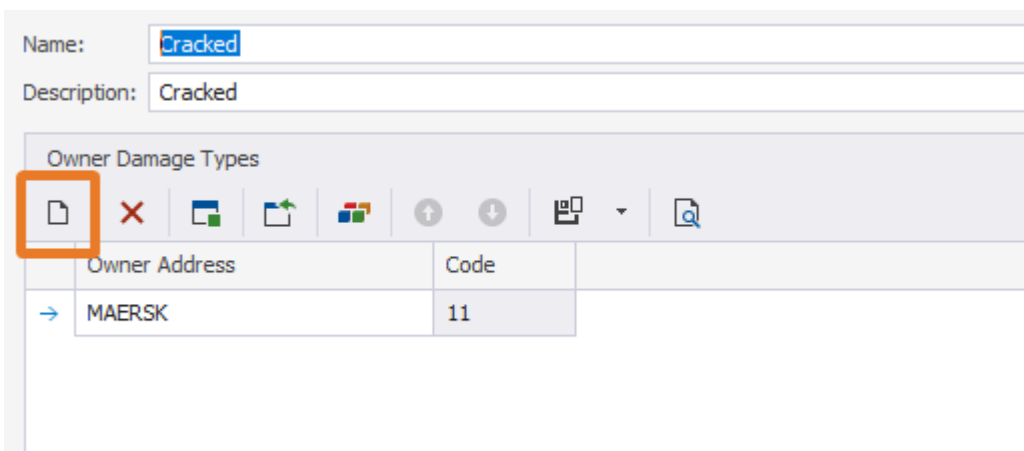 Name: Cracked
Description: Cracked
Owner Damage Types
Owner Address Code
MAERSK 11